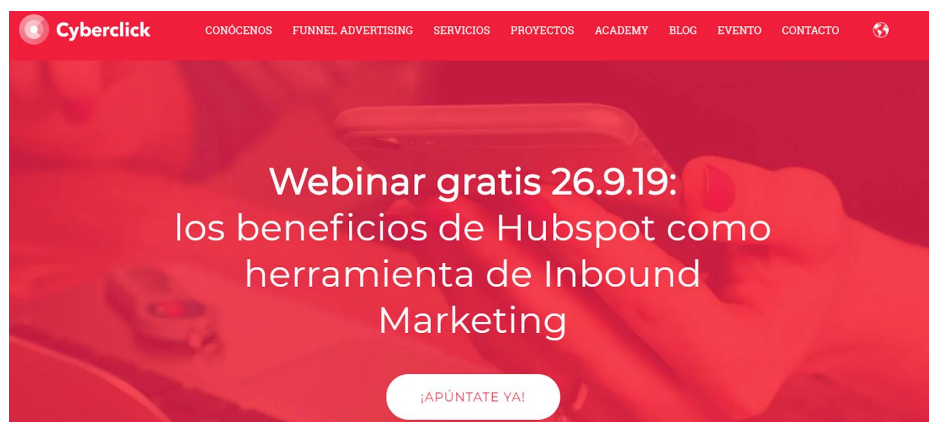 Cyberclick
CONÓCENOS FUNNEL ADVERTISING SERVICIOS PROYECTOS ACADEMY BLOG EVENTO CONTACTO
Webinar gratis 26.9.19:
los beneficios de Hubspot como
herramienta de Inbound
Marketing
¡APÚNTATE YA!